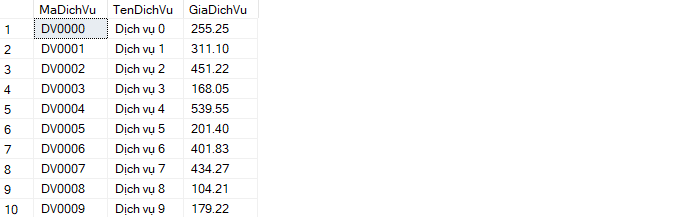 MaDichVu TenDichVu GiaDichVu
1 DV0000 Dịch vụ 0 255.25
2 DV0001 Dịch vụ 1 311.10
3 DV0002 Dịch vụ 2 451.22
4 DV0003 Dịch vụ 3 168.05
5 DV0004 Dịch vụ 4 539.55
6 DV0005 Dịch vụ 5 201.40
7 DV0006 Dịch vụ 6 401.83
8 DV0007 Dịch vụ 7 434.27
9 DV0008 Dịch vụ 8 104.21
10 DV0009 Dịch vụ 9 179.22